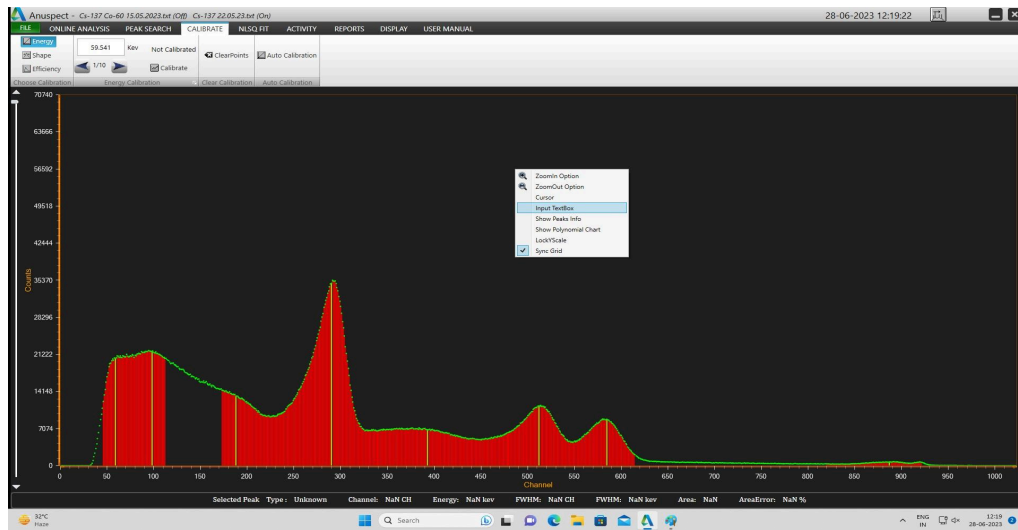 Anuspect - Cs-137 Co-60 15.05.2023.txt (Off) Cs-137 22.05.23.txt (On) 28-06-2023 12:19:22
FILE ONLINE ANALYSIS PEAK SEARCH CALIBRATE NLSQ FIT ACTIVITY REPORTS DISPLAY USER MANUAL
Energy
Shape
Efficiency
Choose Calibration
59.541 Kev Not Calibrated
1/10 Calibrate
Energy Calibration
ClearPoints
Clear Calibration
Auto Calibration
Auto Calibration
70740
63666
56592
49518
42444
35370
28296
21222
14148
7074
0
Counts
ZoomIn Option
ZoomOut Option
Cursor
Input TextBox
Show Peaks Info
Show Polynomial Chart
LockYScale
Sync Grid
0 50 100 150 200 250 300 350 400 450 500 550 600 650 700 750 800 850 900 950 1000
Channel
Selected Peak Type : Unknown Channel: NaN CH Energy: NaN kev FWHM: NaN CH FWHM: NaN kev Area: NaN AreaError: NaN %
32°C
Haze
Search
ENG
IN
12:19
28-06-2023